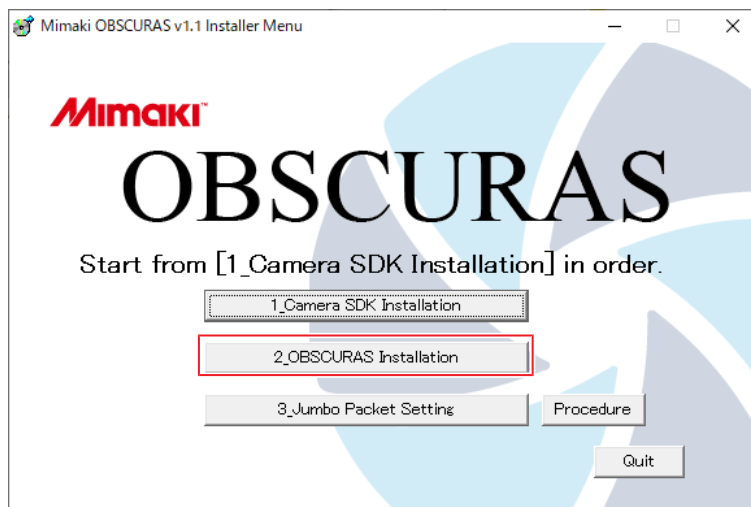 Mimaki OBSCURAS v1.1 Installer Menu
Mimaki™
OBSCURAS
Start from [1_Camera SDK Installation] in order.
1_Camera SDK Installation
2_OBSCURAS Installation
3_Jumbo Packet Setting Procedure
Quit